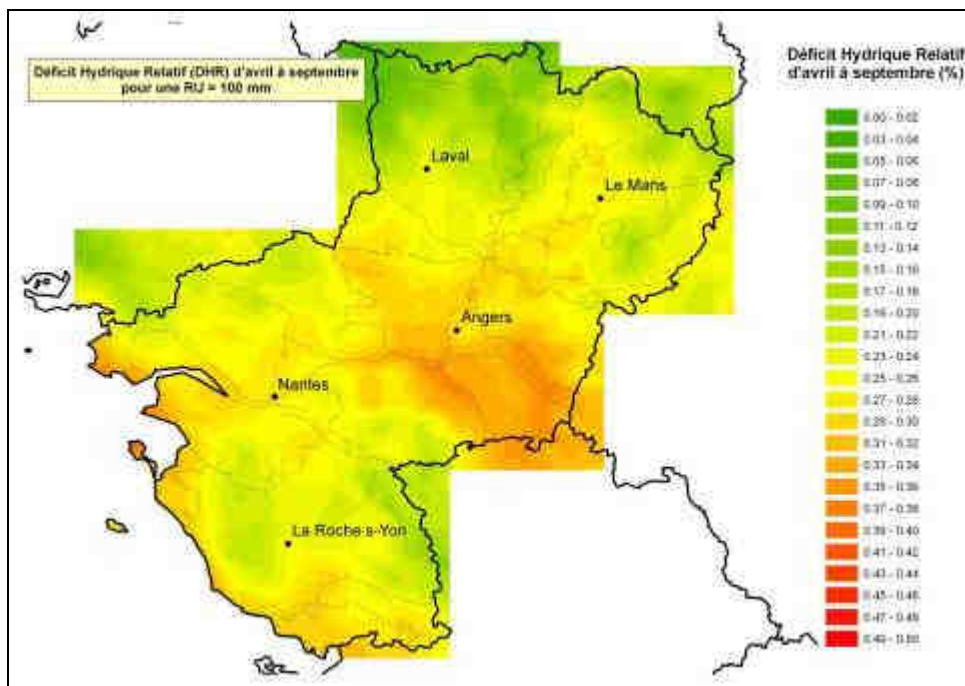 Déficit Hydrique Relatif (DHR) d'avril à septembre
pour une RU = 100 mm
Déficit Hydrique Relatif
d'avril à septembre (%)
0.00 - 0.02
0.03 - 0.04
0.05 - 0.06
0.07 - 0.08
0.09 - 0.10
0.11 - 0.12
0.13 - 0.14
0.15 - 0.16
0.17 - 0.18
0.19 - 0.20
0.21 - 0.22
0.23 - 0.24
0.25 - 0.26
0.27 - 0.28
0.29 - 0.30
0.31 - 0.32
0.33 - 0.34
0.35 - 0.36
0.37 - 0.38
0.39 - 0.40
0.41 - 0.42
0.43 - 0.44
0.45 - 0.46
0.47 - 0.48
0.49 - 0.50
Laval
Le Mans
Angers
Nantes
La Roche-s-Yon